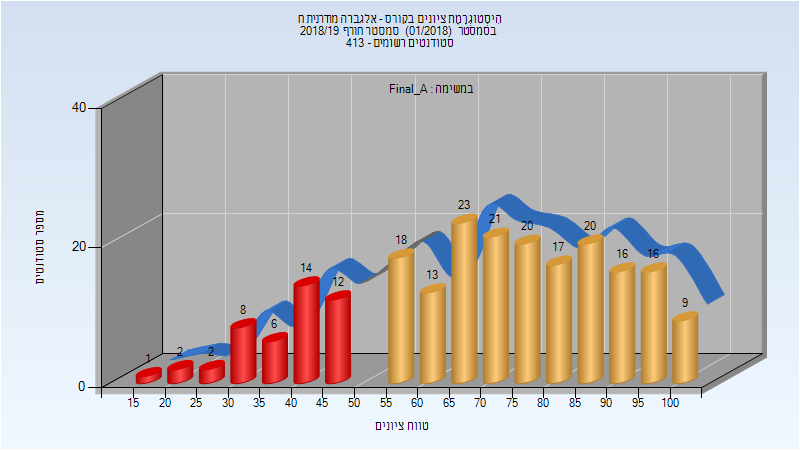 היסטוגרמת ציונים בקורס - אלגברה מודרנית ח
בסמסטר (01/2018) סמסטר חורף 2018/19
סטודנטים רשומים - 413
במשימה : Final_A
מספר סטודנטים
40
20
0
1
2
2
8
6
14
12
18
13
23
21
20
17
20
16
16
9
15 20 25 30 35 40 45 50 55 60 65 70 75 80 85 90 95 100
טווח ציונים